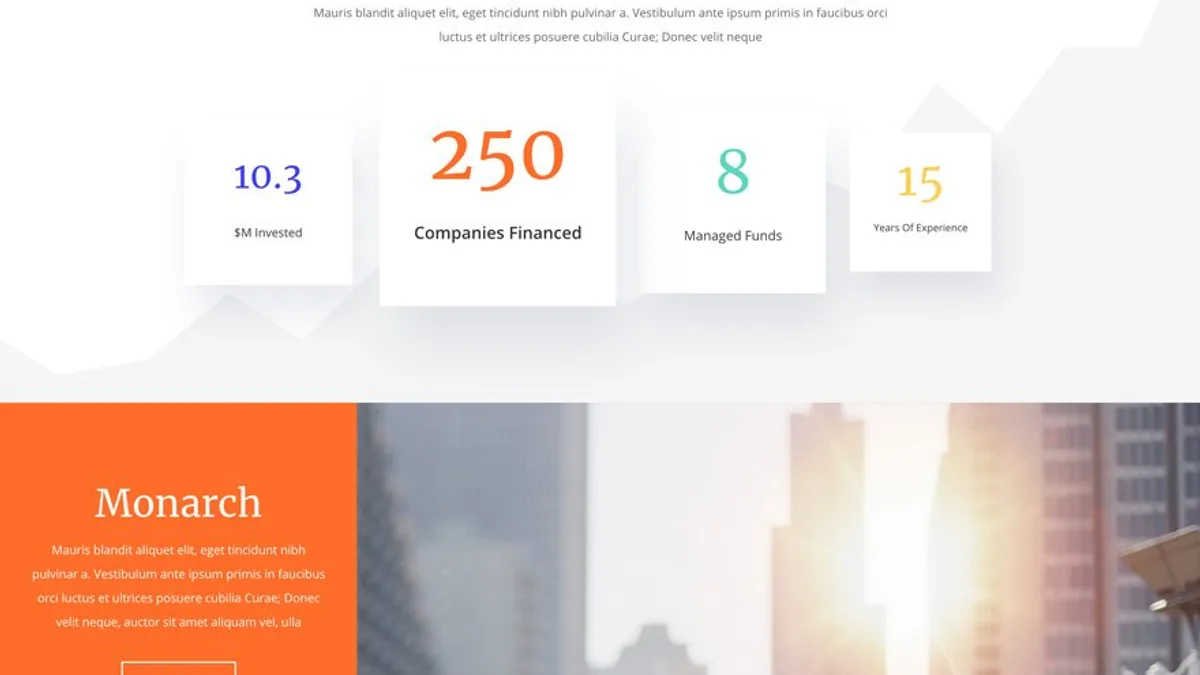 Mauris blandit aliquet elit, eget tincidunt nibh pulvinar a. Vestibulum ante ipsum primis in faucibus orci
luctus et ultrices posuere cubilia Curae; Donec velit neque
10.3
$M Invested
250
Companies Financed
8
Managed Funds
15
Years Of Experience
Monarch
Mauris blandit aliquet elit, eget tincidunt nibh
pulvinar a. Vestibulum ante ipsum primis in faucibus
orci luctus et ultrices posuere cubilia Curae; Donec
velit neque, auctor sit amet aliquam vel, ulla